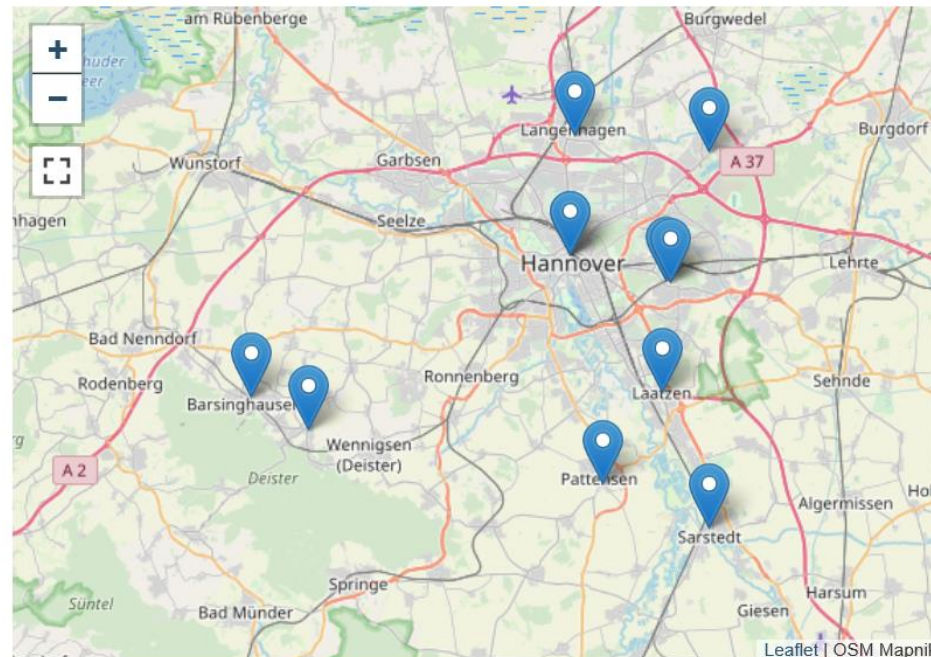 am Rübenberge
Burgwedel
+
−
Langenhagen
Burgdorf
A 37
Garbsen
Wunstorf
Seelze
Hannover
Lehrte
Bad Nenndorf
Rodenberg
Ronnenberg
Sehnde
Laatzen
Wennigsen
(Deister)
A 2
Deister
Pattensen
Algermissen
Sarstedt
Springe
Süntel
Bad Münder
Giesen
Harsum
Leaflet | OSM Mapnik